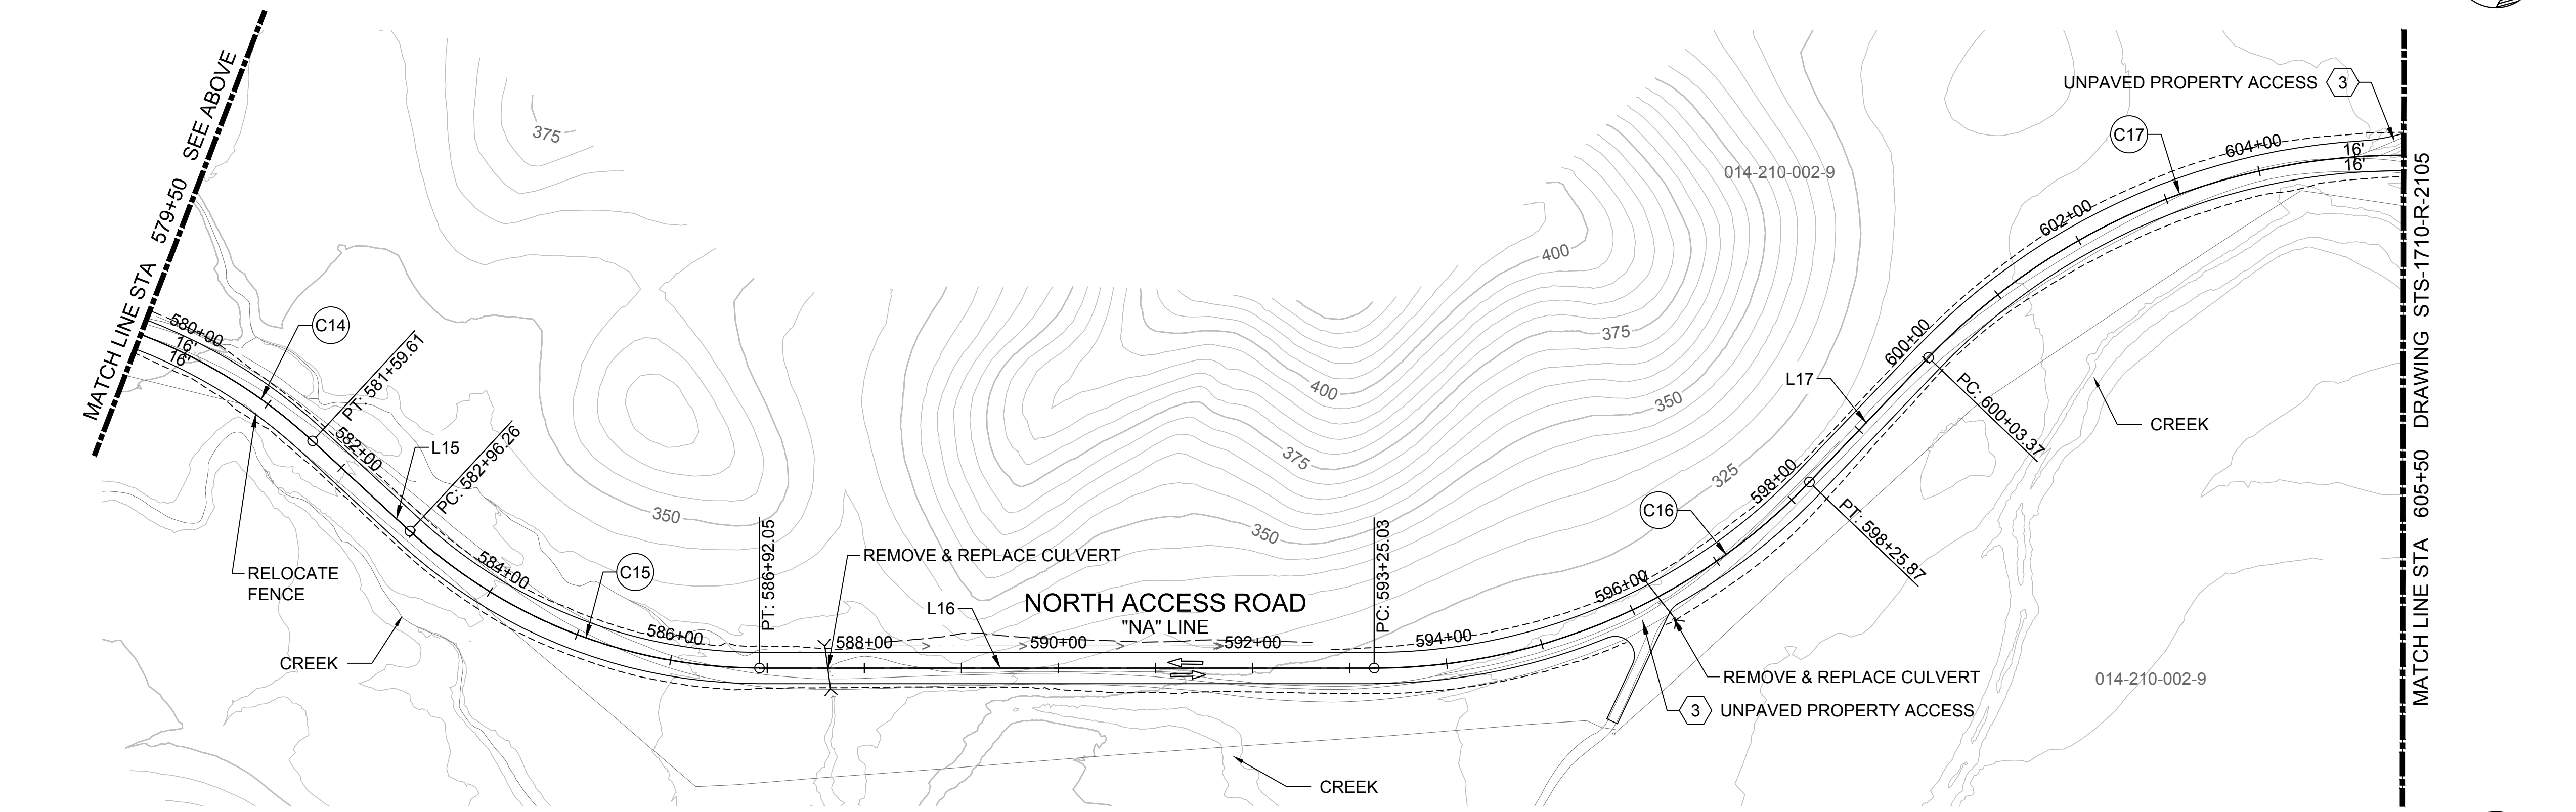 MATCH LINE STA 579+50 SEE ABOVE
580+00
16'
16'
C14
PT: 581+59.61
582+00
L15
PC: 582+96.26
RELOCATE
FENCE
CREEK
584+00
C15
586+00
PT: 586+92.05
REMOVE & REPLACE CULVERT
588+00
L16
NORTH ACCESS ROAD
"NA" LINE
590+00
592+00
PC: 593+25.03
594+00
596+00
C16
598+00
PT: 598+25.87
L17
600+00
PC: 600+03.37
602+00
C17
604+00
16'
16'
UNPAVED PROPERTY ACCESS 3
REMOVE & REPLACE CULVERT
3 UNPAVED PROPERTY ACCESS
CREEK
CREEK
014-210-002-9
014-210-002-9
375
350
400
375
350
400
375
350
325
MATCH LINE STA 605+50 DRAWING STS-1710-R-2105